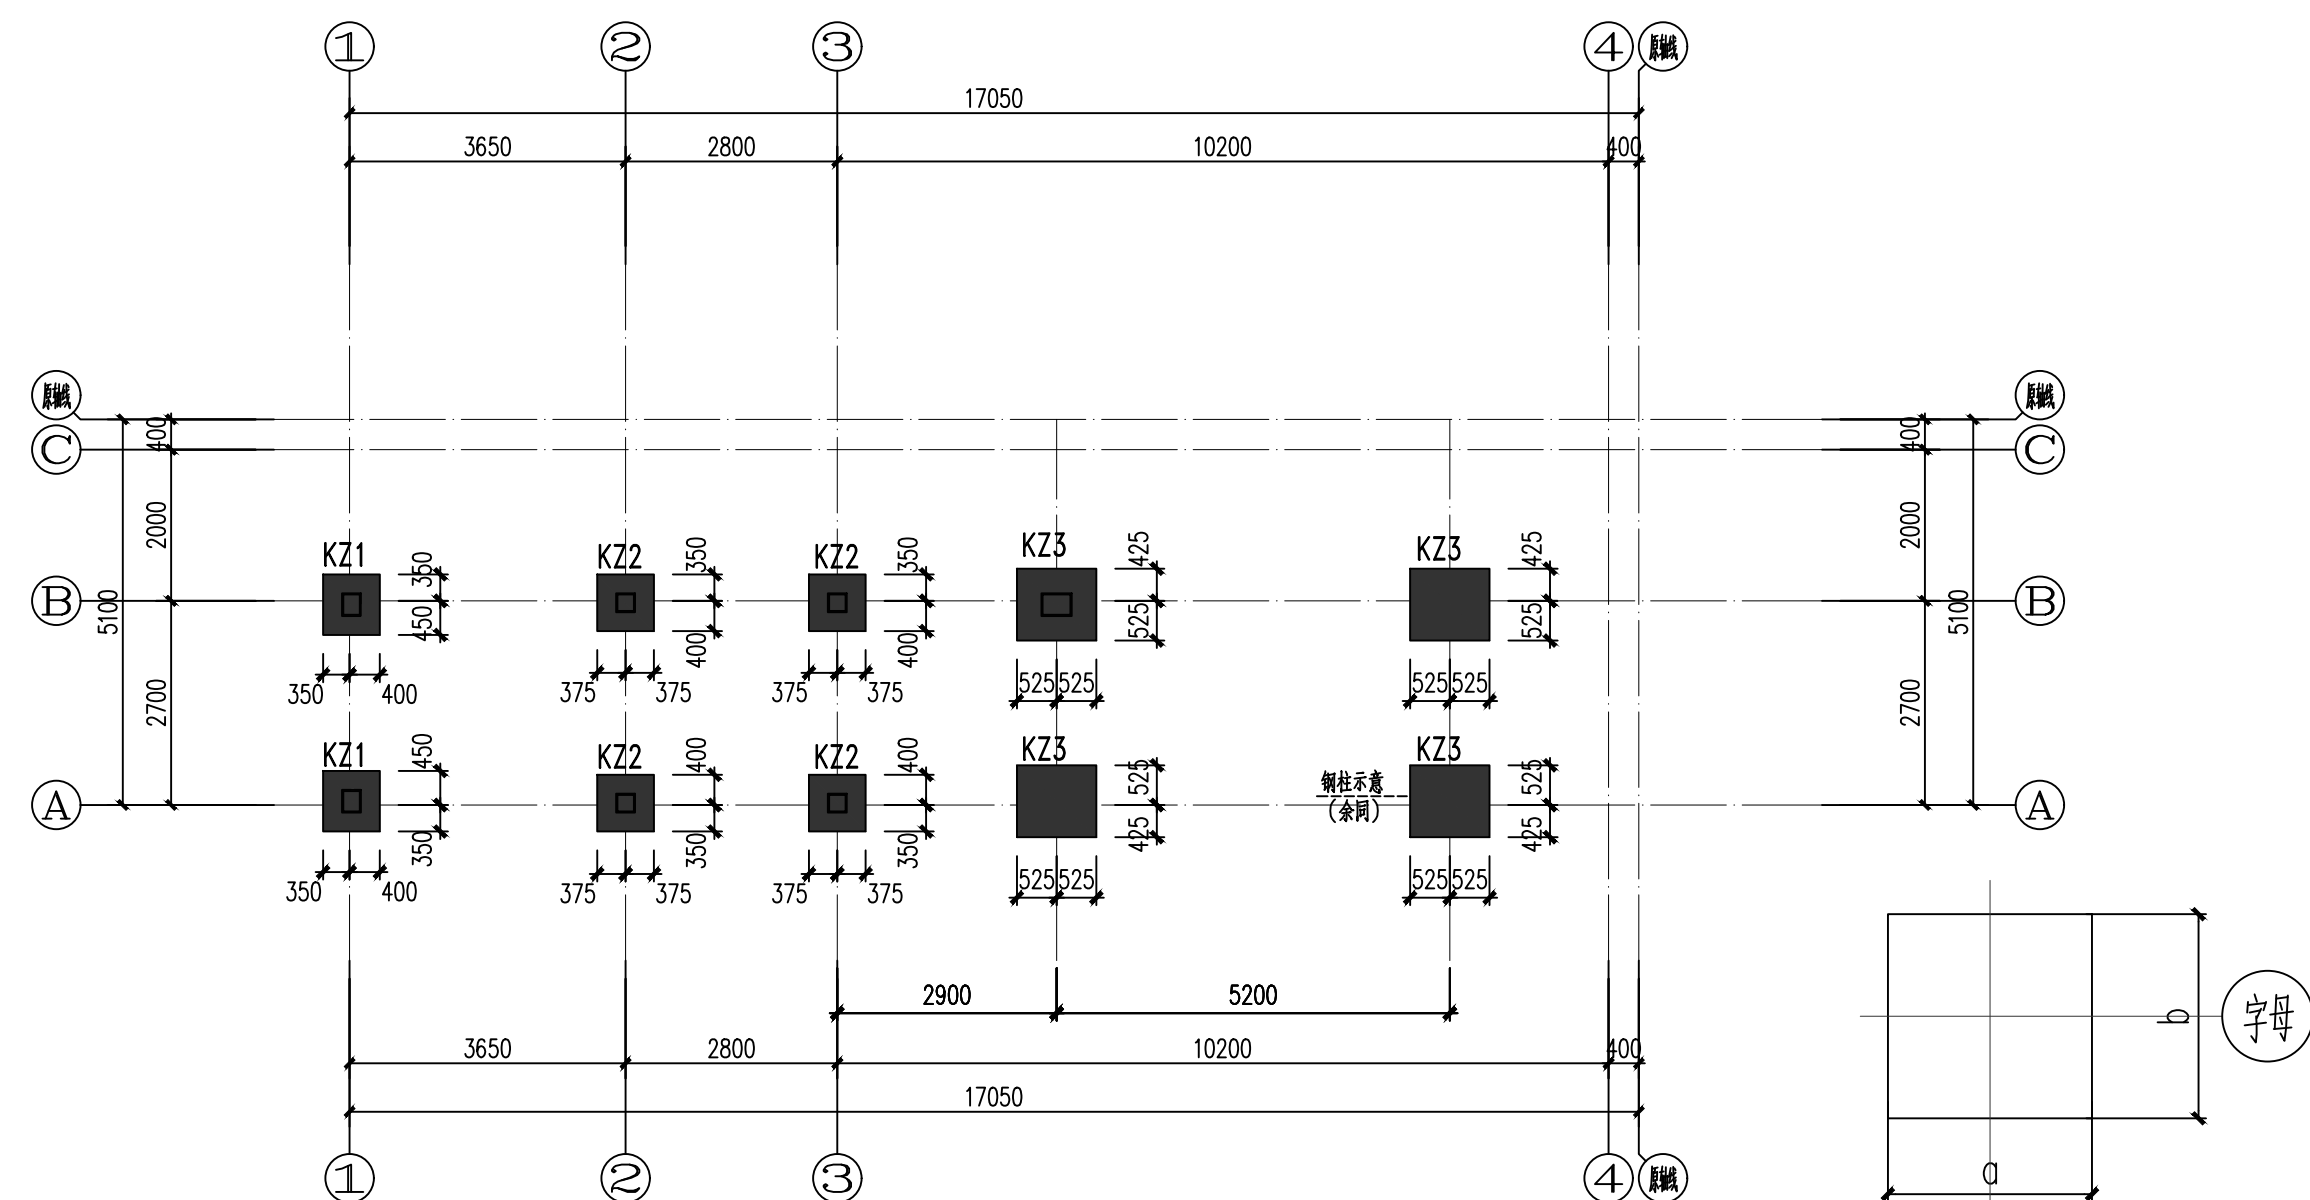 1 2 3 4 原轴线
17050
3650 2800 10200 400
原轴线 400 400 原轴线
C C
2000 2000
KZ1 350 KZ2 350 KZ2 350 KZ3 425 KZ3 425
B 5100 450 400 400 525 525 5100 B
350 400 375 375 375 375 525 525 525 525
2700 2700
KZ1 450 KZ2 400 KZ2 400 KZ3 525 KZ3 525
钢柱示意
(余同)
A 350 350 350 425 425 A
350 400 375 375 375 375 525 525 525 525
2900 5200
3650 2800 10200 400
17050
b 字母
a
1 2 3 4 原轴线